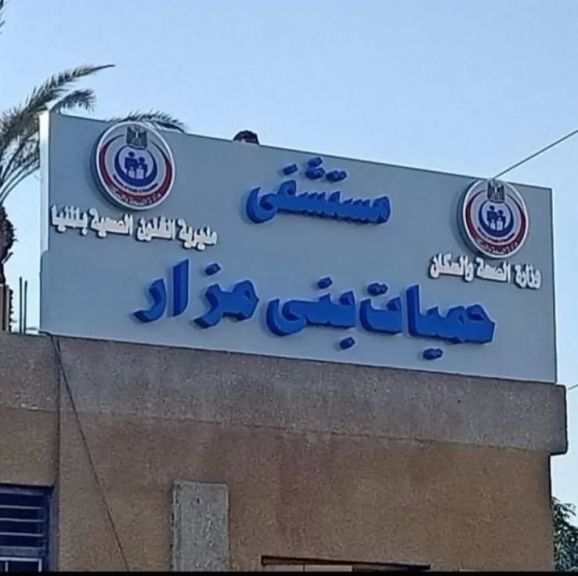 مستشفى
حميات بنى مزار
وزارة الصحة والسكان
مديرية الشئون الصحية بالمنيا